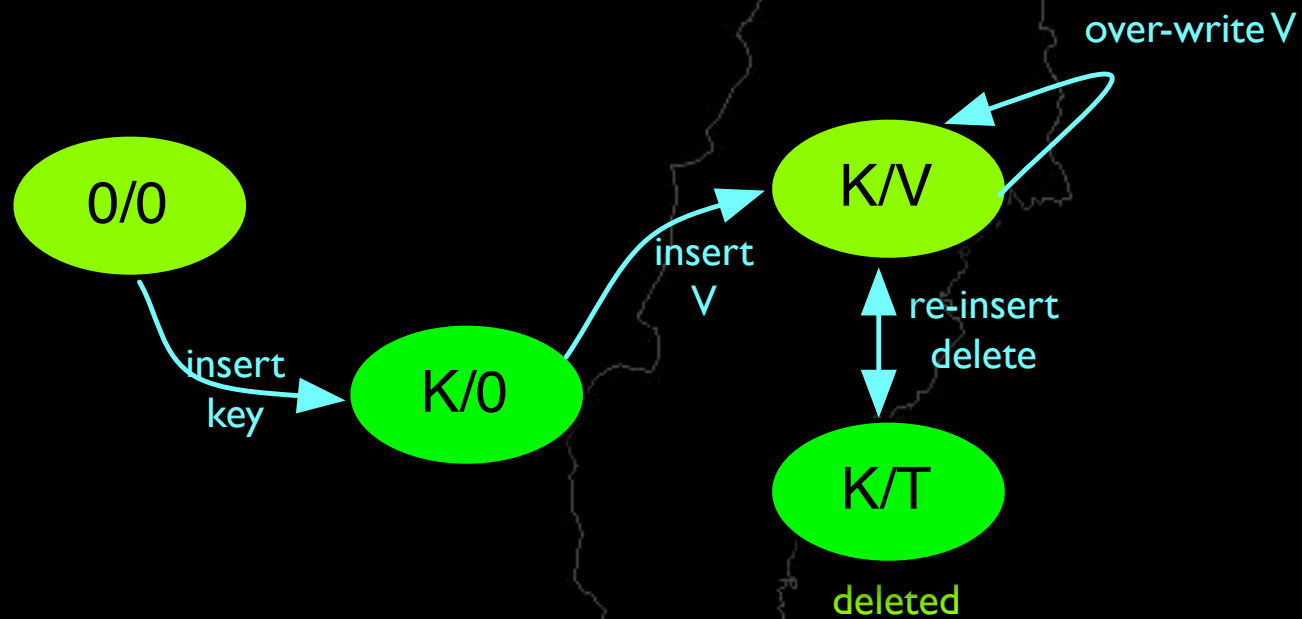 over-write V
0/0
K/V
insert
V
re-insert
delete
insert
key
K/0
K/T
deleted